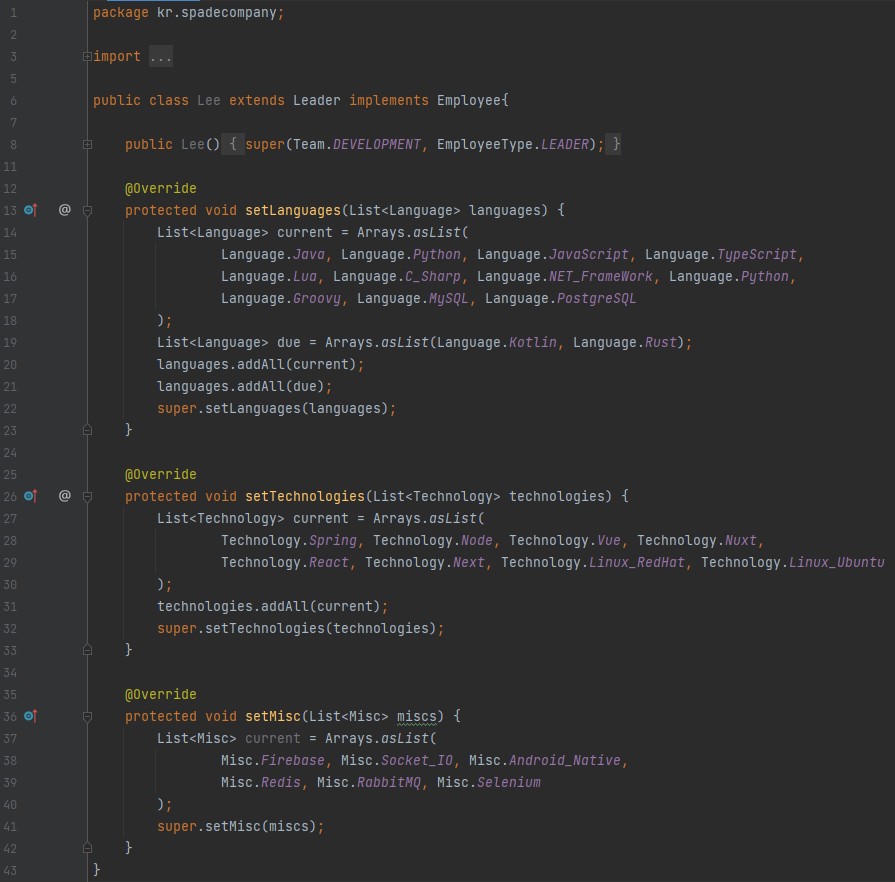 1 package kr.spadecompany;
2
3 import ...
5
6 public class Lee extends Leader implements Employee{
7
8 public Lee() { super(Team.DEVELOPMENT, EmployeeType.LEADER); }
11
12 @Override
13 @ protected void setLanguages(List<Language> languages) {
14 List<Language> current = Arrays.asList(
15 Language.Java, Language.Python, Language.JavaScript, Language.TypeScript,
16 Language.Lua, Language.C_Sharp, Language.NET_FrameWork, Language.Python,
17 Language.Groovy, Language.MySQL, Language.PostgreSQL
18 );
19 List<Language> due = Arrays.asList(Language.Kotlin, Language.Rust);
20 languages.addAll(current);
21 languages.addAll(due);
22 super.setLanguages(languages);
23 }
24
25 @Override
26 @ protected void setTechnologies(List<Technology> technologies) {
27 List<Technology> current = Arrays.asList(
28 Technology.Spring, Technology.Node, Technology.Vue, Technology.Nuxt,
29 Technology.React, Technology.Next, Technology.Linux_RedHat, Technology.Linux_Ubuntu
30 );
31 technologies.addAll(current);
32 super.setTechnologies(technologies);
33 }
34
35 @Override
36 protected void setMisc(List<Misc> miscs) {
37 List<Misc> current = Arrays.asList(
38 Misc.Firebase, Misc.Socket_IO, Misc.Android_Native,
39 Misc.Redis, Misc.RabbitMQ, Misc.Selenium
40 );
41 super.setMisc(miscs);
42 }
43 }